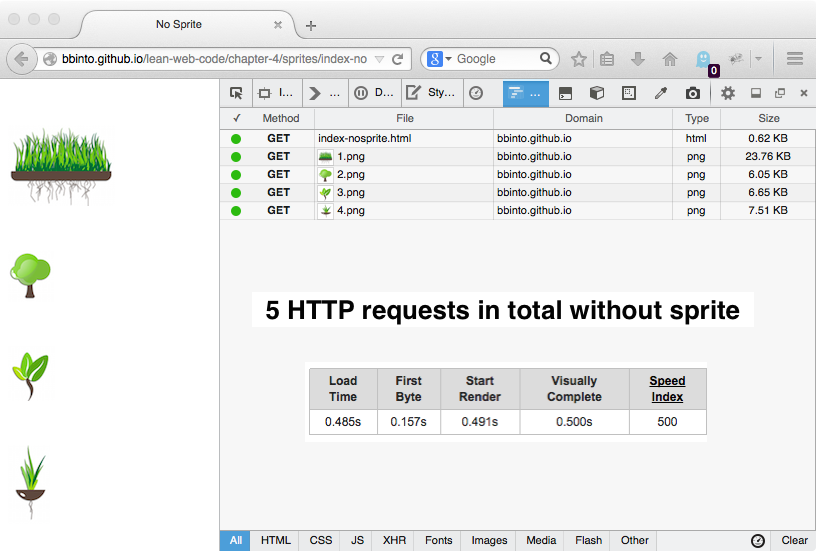 No Sprite
bbinto.github.io/lean-web-code/chapter-4/sprites/index-no
Google
0
I...
...
D...
Sty...
...
✓ Method File Domain Type Size
GET index-nosprite.html bbinto.github.io html 0.62 KB
GET 1.png bbinto.github.io png 23.76 KB
GET 2.png bbinto.github.io png 6.05 KB
GET 3.png bbinto.github.io png 6.65 KB
GET 4.png bbinto.github.io png 7.51 KB
5 HTTP requests in total without sprite
Load Time First Byte Start Render Visually Complete Speed Index
0.485s 0.157s 0.491s 0.500s 500
All HTML CSS JS XHR Fonts Images Media Flash Other Clear